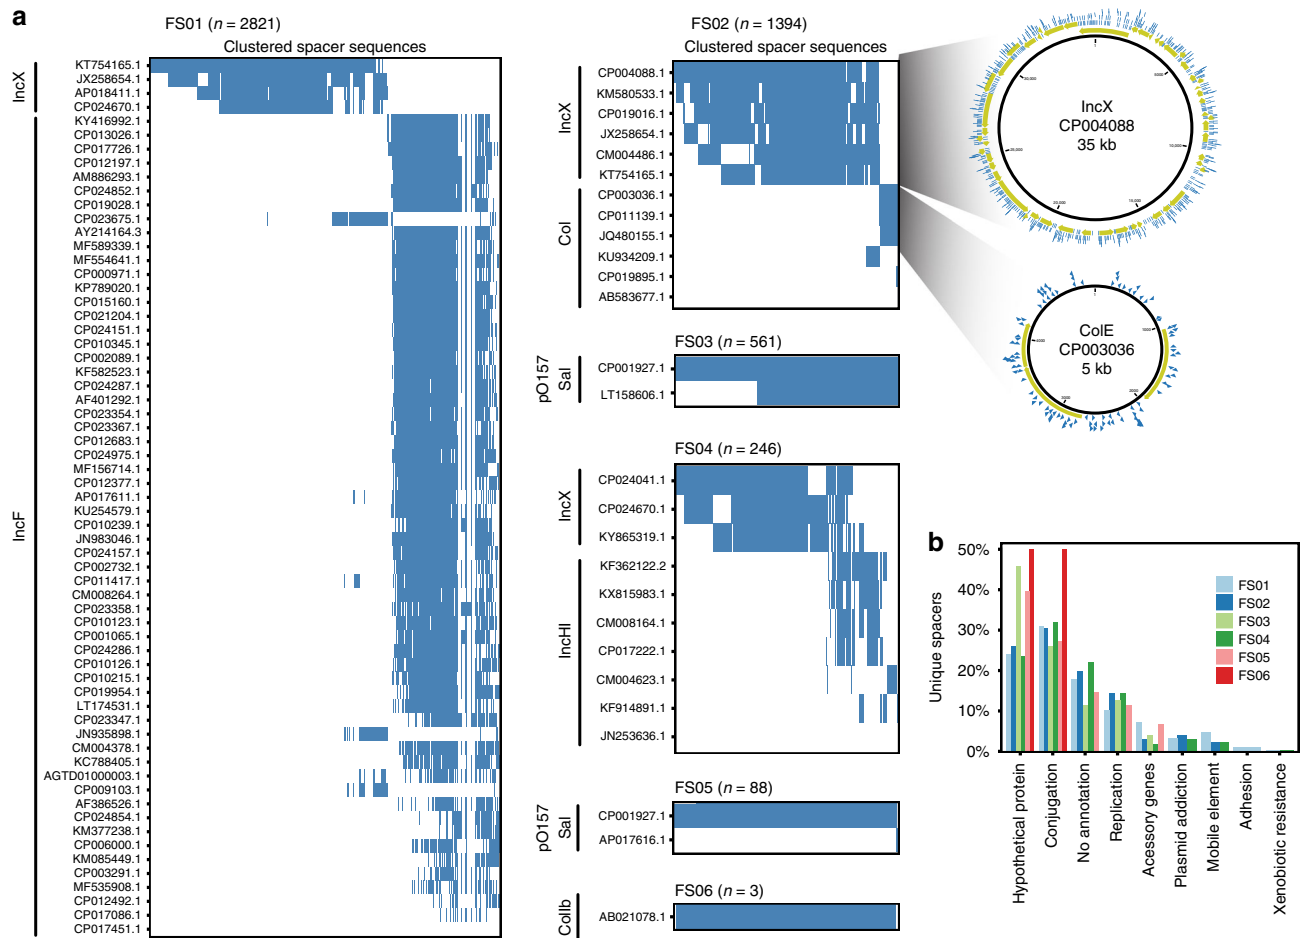 a
FS01 (n = 2821)
Clustered spacer sequences
IncX
KT754165.1
JX258654.1
AP018411.1
CP024670.1
IncF
KY416992.1
CP013026.1
CP017726.1
CP012197.1
AM886293.1
CP024852.1
CP019028.1
CP023675.1
AY214164.3
MF589339.1
MF554641.1
CP000971.1
KP789020.1
CP015160.1
CP021204.1
CP024151.1
CP010345.1
CP002089.1
KF582523.1
CP024287.1
AF401292.1
CP023354.1
CP023367.1
CP012683.1
CP024975.1
MF156714.1
CP012377.1
AP017611.1
KU254579.1
CP010239.1
JN983046.1
CP024157.1
CP002732.1
CP011417.1
CM008264.1
CP023358.1
CP010123.1
CP001065.1
CP024286.1
CP010126.1
CP010215.1
CP019954.1
LT174531.1
CP023347.1
JN935898.1
CM004378.1
KC788405.1
AGTD01000003.1
CP009103.1
AF386526.1
CP024854.1
KM377238.1
CP006000.1
KM085449.1
CP003291.1
MF535908.1
CP012492.1
CP017086.1
CP017451.1
FS02 (n = 1394)
Clustered spacer sequences
IncX
CP004088.1
KM580533.1
CP019016.1
JX258654.1
CM004486.1
KT754165.1
Col
CP003036.1
CP011139.1
JQ480155.1
KU934209.1
CP019895.1
AB583677.1
IncX
CP004088
35 kb
ColE
CP003036
5 kb
FS03 (n = 561)
pO157
Sal
CP001927.1
LT158606.1
FS04 (n = 246)
IncX
CP024041.1
CP024670.1
KY865319.1
IncHI
KF362122.2
KX815983.1
CM008164.1
CP017222.1
CM004623.1
KF914891.1
JN253636.1
FS05 (n = 88)
pO157
Sal
CP001927.1
AP017616.1
FS06 (n = 3)
ColIb
AB021078.1
b
Unique spacers
50%
40%
30%
20%
10%
0%
FS01
FS02
FS03
FS04
FS05
FS06
Hypothetical protein
Conjugation
No annotation
Replication
Acessory genes
Plasmid addiction
Mobile element
Adhesion
Xenobiotic resistance